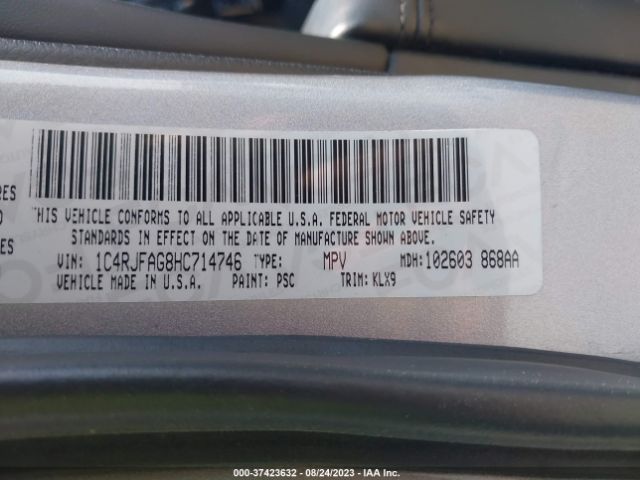 RES
THIS VEHICLE CONFORMS TO ALL APPLICABLE U.S.A. FEDERAL MOTOR VEHICLE SAFETY
STANDARDS IN EFFECT ON THE DATE OF MANUFACTURE SHOWN ABOVE.
VIN: 1C4RJFAG8HC714746 TYPE: MPV MDH: 102603 868AA
VEHICLE MADE IN U.S.A. PAINT: PSC TRIM: KLX9
000-37423632 - 08/24/2023 - IAA Inc.